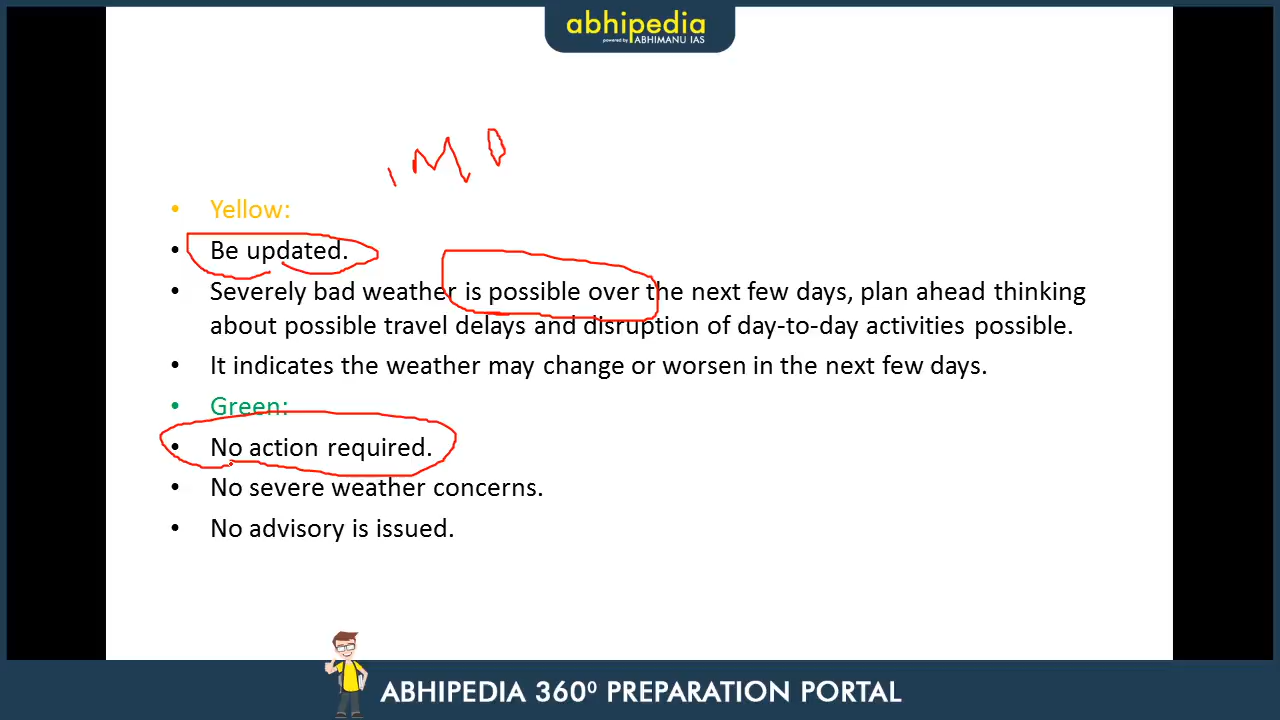 abhipedia
powered by ABHIMANU IAS
IMD
• Yellow:
• Be updated.
• Severely bad weather is possible over the next few days, plan ahead thinking
about possible travel delays and disruption of day-to-day activities possible.
• It indicates the weather may change or worsen in the next few days.
• Green:
• No action required.
• No severe weather concerns.
• No advisory is issued.
ABHIPEDIA 360⁰ PREPARATION PORTAL